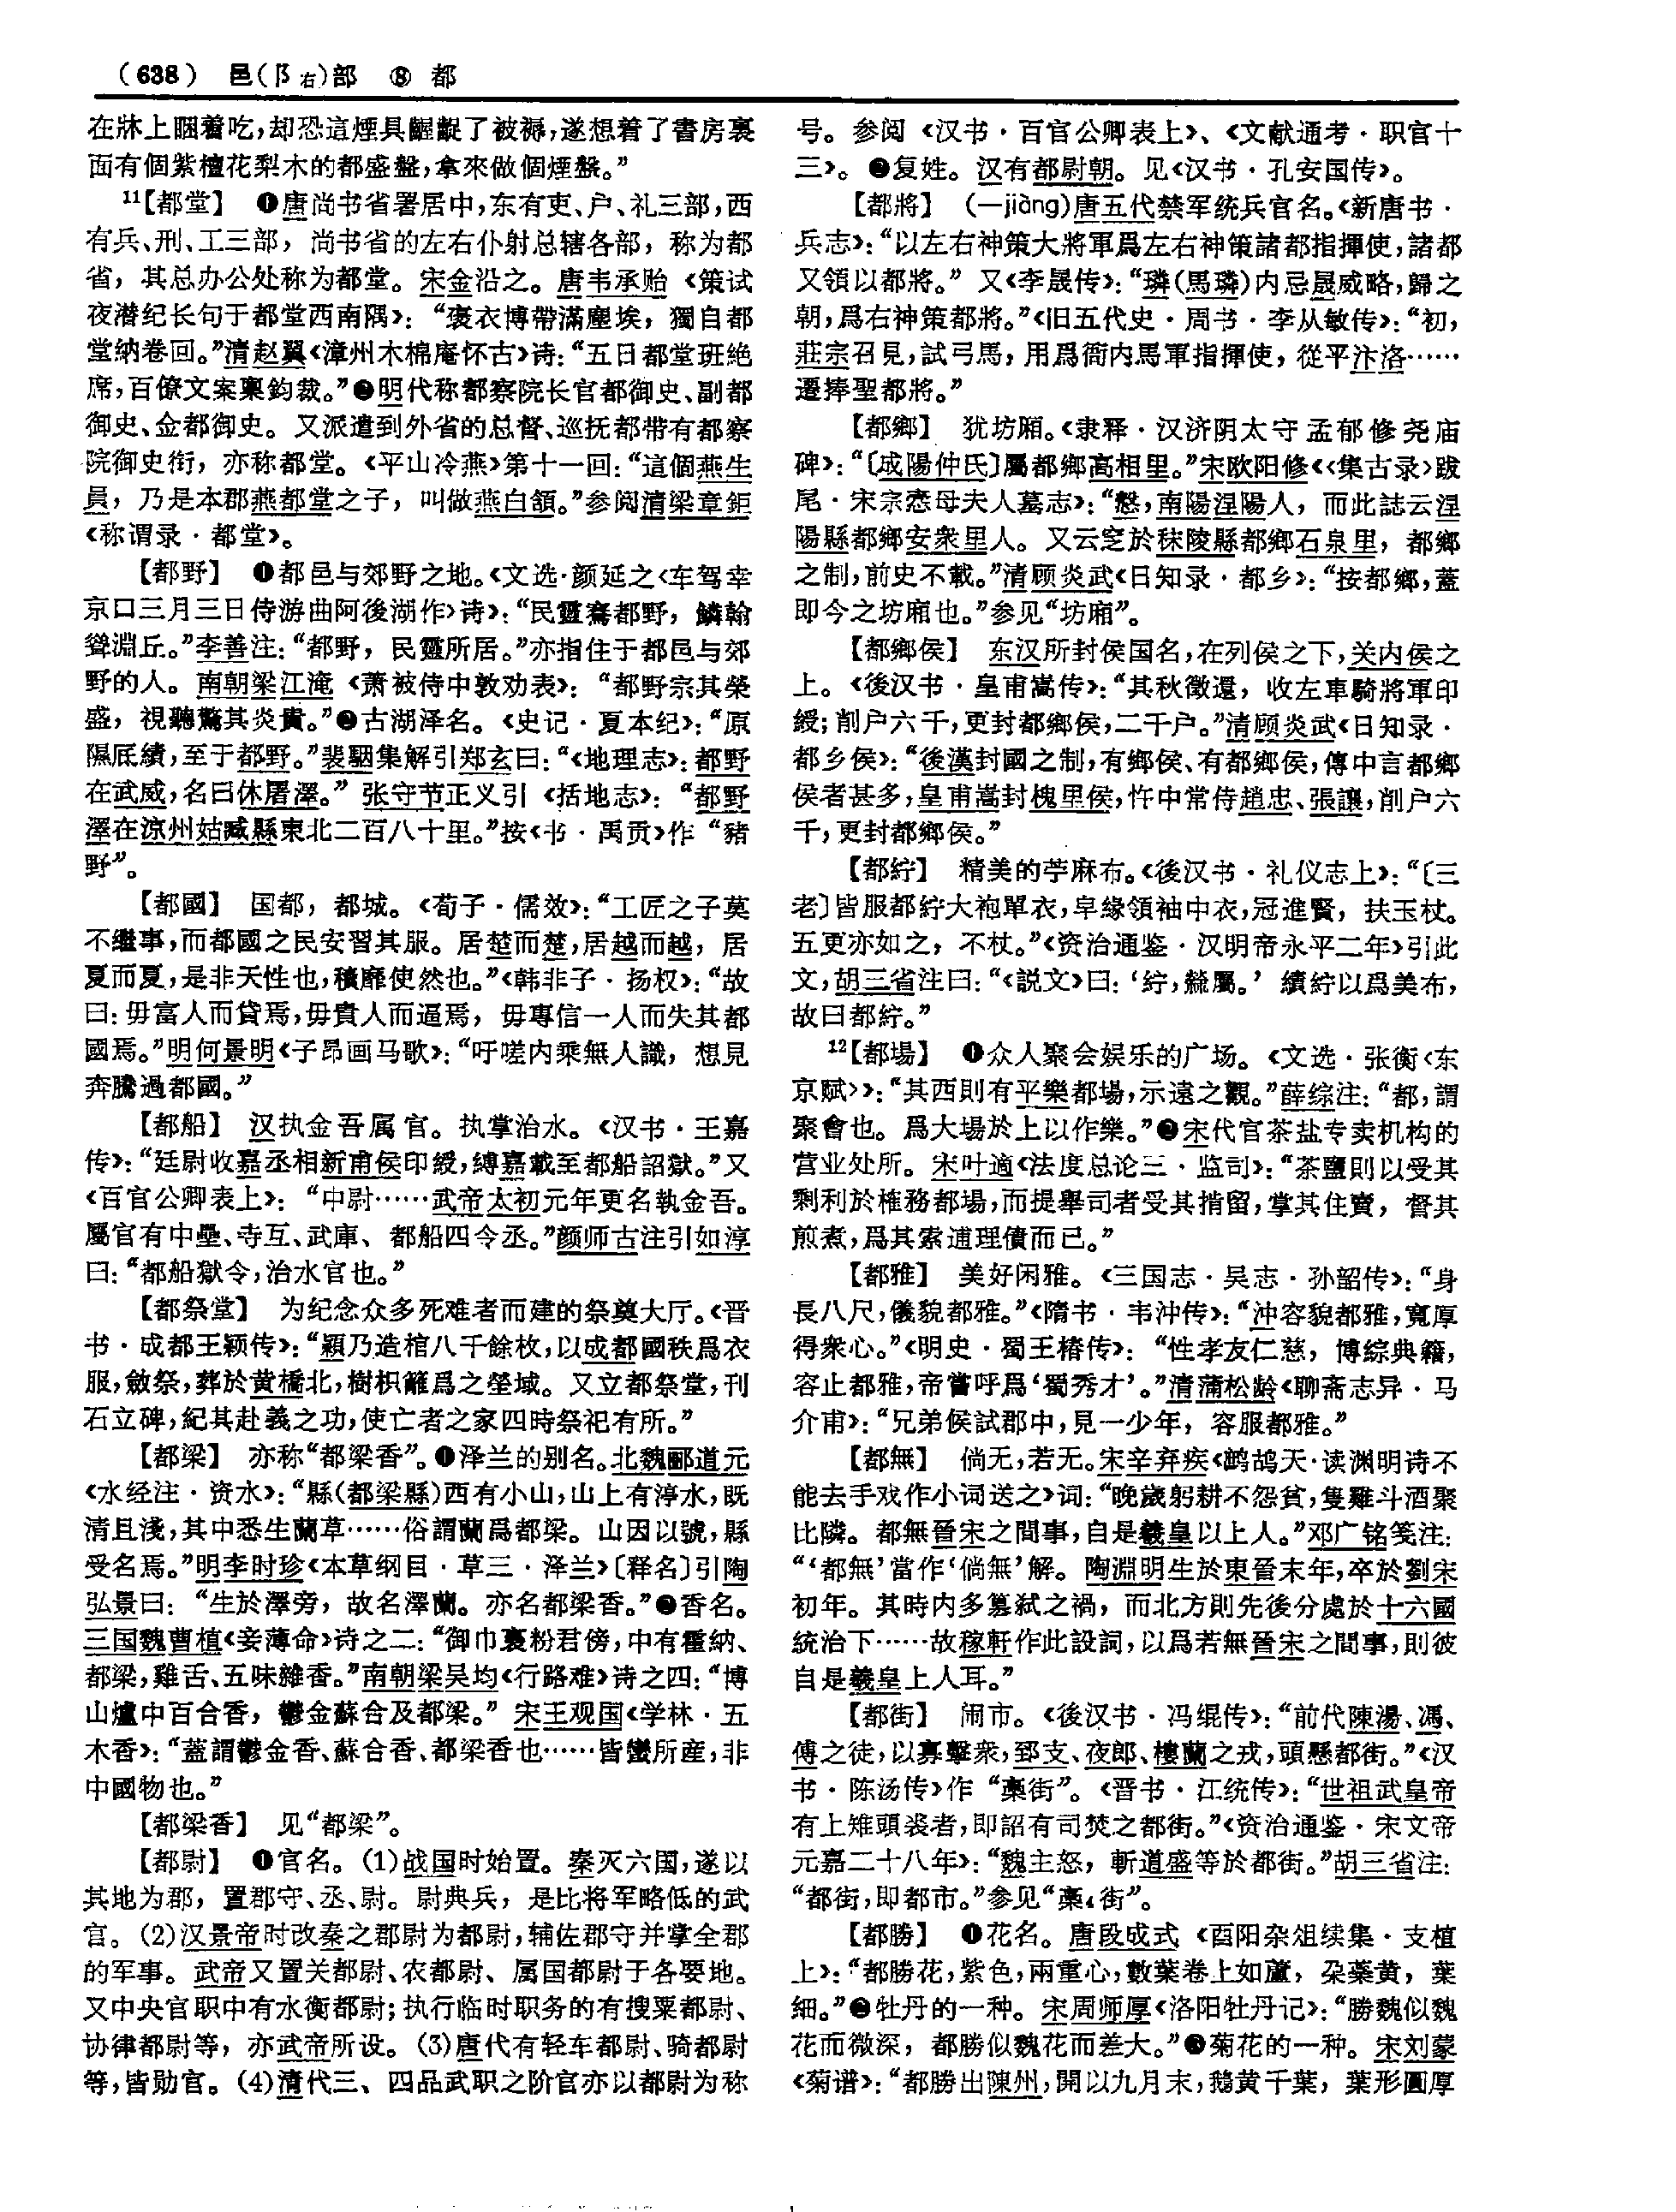 （638） 邑(阝右)部 ⑧ 都
在牀上睏着吃，却恐這煙具齷齪了被褥，遂想着了書房裏
面有個紫檀花梨木的都盛盤，拿來做個煙盤。”
11【都堂】 ❶唐尚书省署居中，东有吏、户、礼三部，西
有兵、刑、工三部，尚书省的左右仆射总辖各部，称为都
省，其总办公处称为都堂。宋金沿之。唐韦承贻《策试
夜潜纪长句于都堂西南隅》：“褒衣博帶滿塵埃，獨自都
堂納卷回。”清赵翼《漳州木棉庵怀古》诗：“五日都堂班絶
席，百僚文案稟鈞裁。”❷明代称都察院长官都御史、副都
御史、佥都御史。又派遣到外省的总督、巡抚都带有都察
院御史衔，亦称都堂。《平山冷燕》第十一回：“這個燕生
員，乃是本郡燕都堂之子，叫做燕白頷。”参阅清梁章鉅
《称谓录·都堂》。
【都野】 ❶都邑与郊野之地。《文选·颜延之〈车驾幸
京口三月三日侍游曲阿後湖作〉诗》：“民靈騫都野，鱗翰
聳淵丘。”李善注：“都野，民靈所居。”亦指住于都邑与郊
野的人。南朝梁江淹《萧被侍中敦劝表》：“都野宗其榮
盛，視聽驚其炎貴。”❷古湖泽名。《史记·夏本纪》：“原
隰厎績，至于都野。”裴駰集解引郑玄曰：“《地理志》：都野
在武威，名曰休屠澤。”张守节正义引《括地志》：“都野
澤在涼州姑臧縣東北二百八十里。”按《书·禹贡》作“豬
野”。
【都國】 国都，都城。《荀子·儒效》：“工匠之子莫
不繼事，而都國之民安習其服。居楚而楚，居越而越，居
夏而夏，是非天性也，積靡使然也。”《韩非子·扬权》：“故
曰：毋富人而貸焉，毋貴人而逼焉，毋專信一人而失其都
國焉。”明何景明《子昂画马歌》：“吁嗟内乘無人識，想見
奔騰過都國。”
【都船】 汉执金吾属官。执掌治水。《汉书·王嘉
传》：“廷尉收嘉丞相新甫侯印綬，縛嘉載至都船詔獄。”又
《百官公卿表上》：“中尉……武帝太初元年更名執金吾。
屬官有中壘、寺互、武庫、都船四令丞。”颜师古注引如淳
曰：“都船獄令，治水官也。”
【都祭堂】 为纪念众多死难者而建的祭奠大厅。《晋
书·成都王颖传》：“穎乃造棺八千餘枚，以成都國秩爲衣
服，斂祭，葬於黄橋北，樹枳籬爲之塋域。又立都祭堂，刊
石立碑，紀其赴義之功，使亡者之家四時祭祀有所。”
【都梁】 亦称“都梁香”。❶泽兰的别名。北魏郦道元
《水经注·资水》：“縣(都梁縣)西有小山，山上有渟水，既
清且淺，其中悉生蘭草……俗謂蘭爲都梁。山因以號，縣
受名焉。”明李时珍《本草纲目·草三·泽兰》〔释名〕引陶
弘景曰：“生於澤旁，故名澤蘭。亦名都梁香。”❷香名。
三国魏曹植《妾薄命》诗之二：“御巾裛粉君傍，中有霍納、
都梁，雞舌、五味雜香。”南朝梁吴均《行路难》诗之四：“博
山爐中百合香，鬱金蘇合及都梁。”宋王观国《学林·五
木香》：“蓋謂鬱金香、蘇合香、都梁香也……皆蠻所産，非
中國物也。”
【都梁香】 见“都梁”。
【都尉】 ❶官名。(1)战国时始置。秦灭六国，遂以
其地为郡，置郡守、丞、尉。尉典兵，是比将军略低的武
官。(2)汉景帝时改秦之郡尉为都尉，辅佐郡守并掌全郡
的军事。武帝又置关都尉、农都尉、属国都尉于各要地。
又中央官职中有水衡都尉；执行临时职务的有搜粟都尉、
协律都尉等，亦武帝所设。(3)唐代有轻车都尉、骑都尉
等，皆勋官。(4)清代三、四品武职之阶官亦以都尉为称
号。参阅《汉书·百官公卿表上》、《文献通考·职官十
三》。❷复姓。汉有都尉朝。见《汉书·孔安国传》。
【都將】 (—jiàng)唐五代禁军统兵官名。《新唐书·
兵志》：“以左右神策大將軍爲左右神策諸都指揮使，諸都
又領以都將。”又《李晟传》：“璘(馬璘)内忌晟威略，歸之
朝，爲右神策都將。”《旧五代史·周书·李从敏传》：“初，
莊宗召見，試弓馬，用爲衙内馬軍指揮使，從平汴洛……
遷捧聖都將。”
【都鄉】 犹坊厢。《隶释·汉济阴太守孟郁修尧庙
碑》：“〔成陽仲氏〕屬都鄉高相里。”宋欧阳修《〈集古录〉跋
尾·宋宗悫母夫人墓志》：“慤，南陽涅陽人，而此誌云涅
陽縣都鄉安衆里人。又云窆於秣陵縣都鄉石泉里，都鄉
之制，前史不載。”清顾炎武《日知录·都乡》：“按都鄉，蓋
即今之坊廂也。”参见“坊廂”。
【都鄉侯】 东汉所封侯国名，在列侯之下，关内侯之
上。《後汉书·皇甫嵩传》：“其秋徵還，收左車騎將軍印
綬；削户六千，更封都鄉侯，二千户。”清顾炎武《日知录·
都乡侯》：“後漢封國之制，有鄉侯、有都鄉侯，傳中言都鄉
侯者甚多，皇甫嵩封槐里侯，忤中常侍趙忠、張讓，削户六
千，更封都鄉侯。”
【都紵】 精美的苧麻布。《後汉书·礼仪志上》：“〔三
老〕皆服都紵大袍單衣，皁緣領袖中衣，冠進賢，扶玉杖。
五更亦如之，不杖。”《资治通鉴·汉明帝永平二年》引此
文，胡三省注曰：“《説文》曰：‘紵，檾屬。’績紵以爲美布，
故曰都紵。”
12【都場】 ❶众人聚会娱乐的广场。《文选·张衡〈东
京赋〉》：“其西則有平樂都場，示遠之觀。”薛综注：“都，謂
聚會也。爲大場於上以作樂。”❷宋代官茶盐专卖机构的
营业处所。宋叶適《法度总论三·监司》：“茶鹽則以受其
剩利於榷務都場，而提舉司者受其揹留，掌其住賣，督其
煎煮，爲其索逋理債而已。”
【都雅】 美好闲雅。《三国志·吴志·孙韶传》：“身
長八尺，儀貌都雅。”《隋书·韦沖传》：“沖容貌都雅，寬厚
得衆心。”《明史·蜀王椿传》：“性孝友仁慈，博綜典籍，
容止都雅，帝嘗呼爲‘蜀秀才’。”清蒲松龄《聊斋志异·马
介甫》：“兄弟侯試郡中，見一少年，容服都雅。”
【都無】 倘无，若无。宋辛弃疾《鹧鸪天·读渊明诗不
能去手戏作小词送之》词：“晚歲躬耕不怨貧，隻雞斗酒聚
比隣。都無晉宋之間事，自是羲皇以上人。”邓广铭笺注：
“‘都無’當作‘倘無’解。陶淵明生於東晉末年，卒於劉宋
初年。其時内多篡弑之禍，而北方則先後分處於十六國
統治下……故稼軒作此設詞，以爲若無晉宋之間事，則彼
自是羲皇上人耳。”
【都街】 闹市。《後汉书·冯绲传》：“前代陳湯、馮、
傅之徒，以寡擊衆，郅支、夜郎、樓蘭之戎，頭懸都街。”《汉
书·陈汤传》作“槀街”。《晋书·江统传》：“世祖武皇帝
有上雉頭裘者，即詔有司焚之都街。”《资治通鉴·宋文帝
元嘉二十八年》：“魏主怒，斬道盛等於都街。”胡三省注：
“都街，即都市。”参见“槀街”。
【都勝】 ❶花名。唐段成式《酉阳杂俎续集·支植
上》：“都勝花，紫色，兩重心，數葉卷上如蘆，朵蘂黄，葉
細。”❷牡丹的一种。宋周师厚《洛阳牡丹记》：“勝魏似魏
花而微深，都勝似魏花而差大。”❸菊花的一种。宋刘蒙
《菊谱》：“都勝出陳州，開以九月末，鵝黄千葉，葉形圓厚